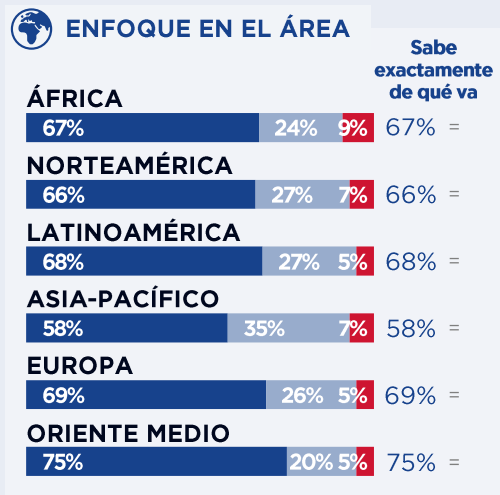 ENFOQUE EN EL ÁREA
Sabe
exactamente
de qué va
ÁFRICA
67% 24% 9% 67% =
NORTEAMÉRICA
66% 27% 7% 66% =
LATINOAMÉRICA
68% 27% 5% 68% =
ASIA-PACÍFICO
58% 35% 7% 58% =
EUROPA
69% 26% 5% 69% =
ORIENTE MEDIO
75% 20% 5% 75% =